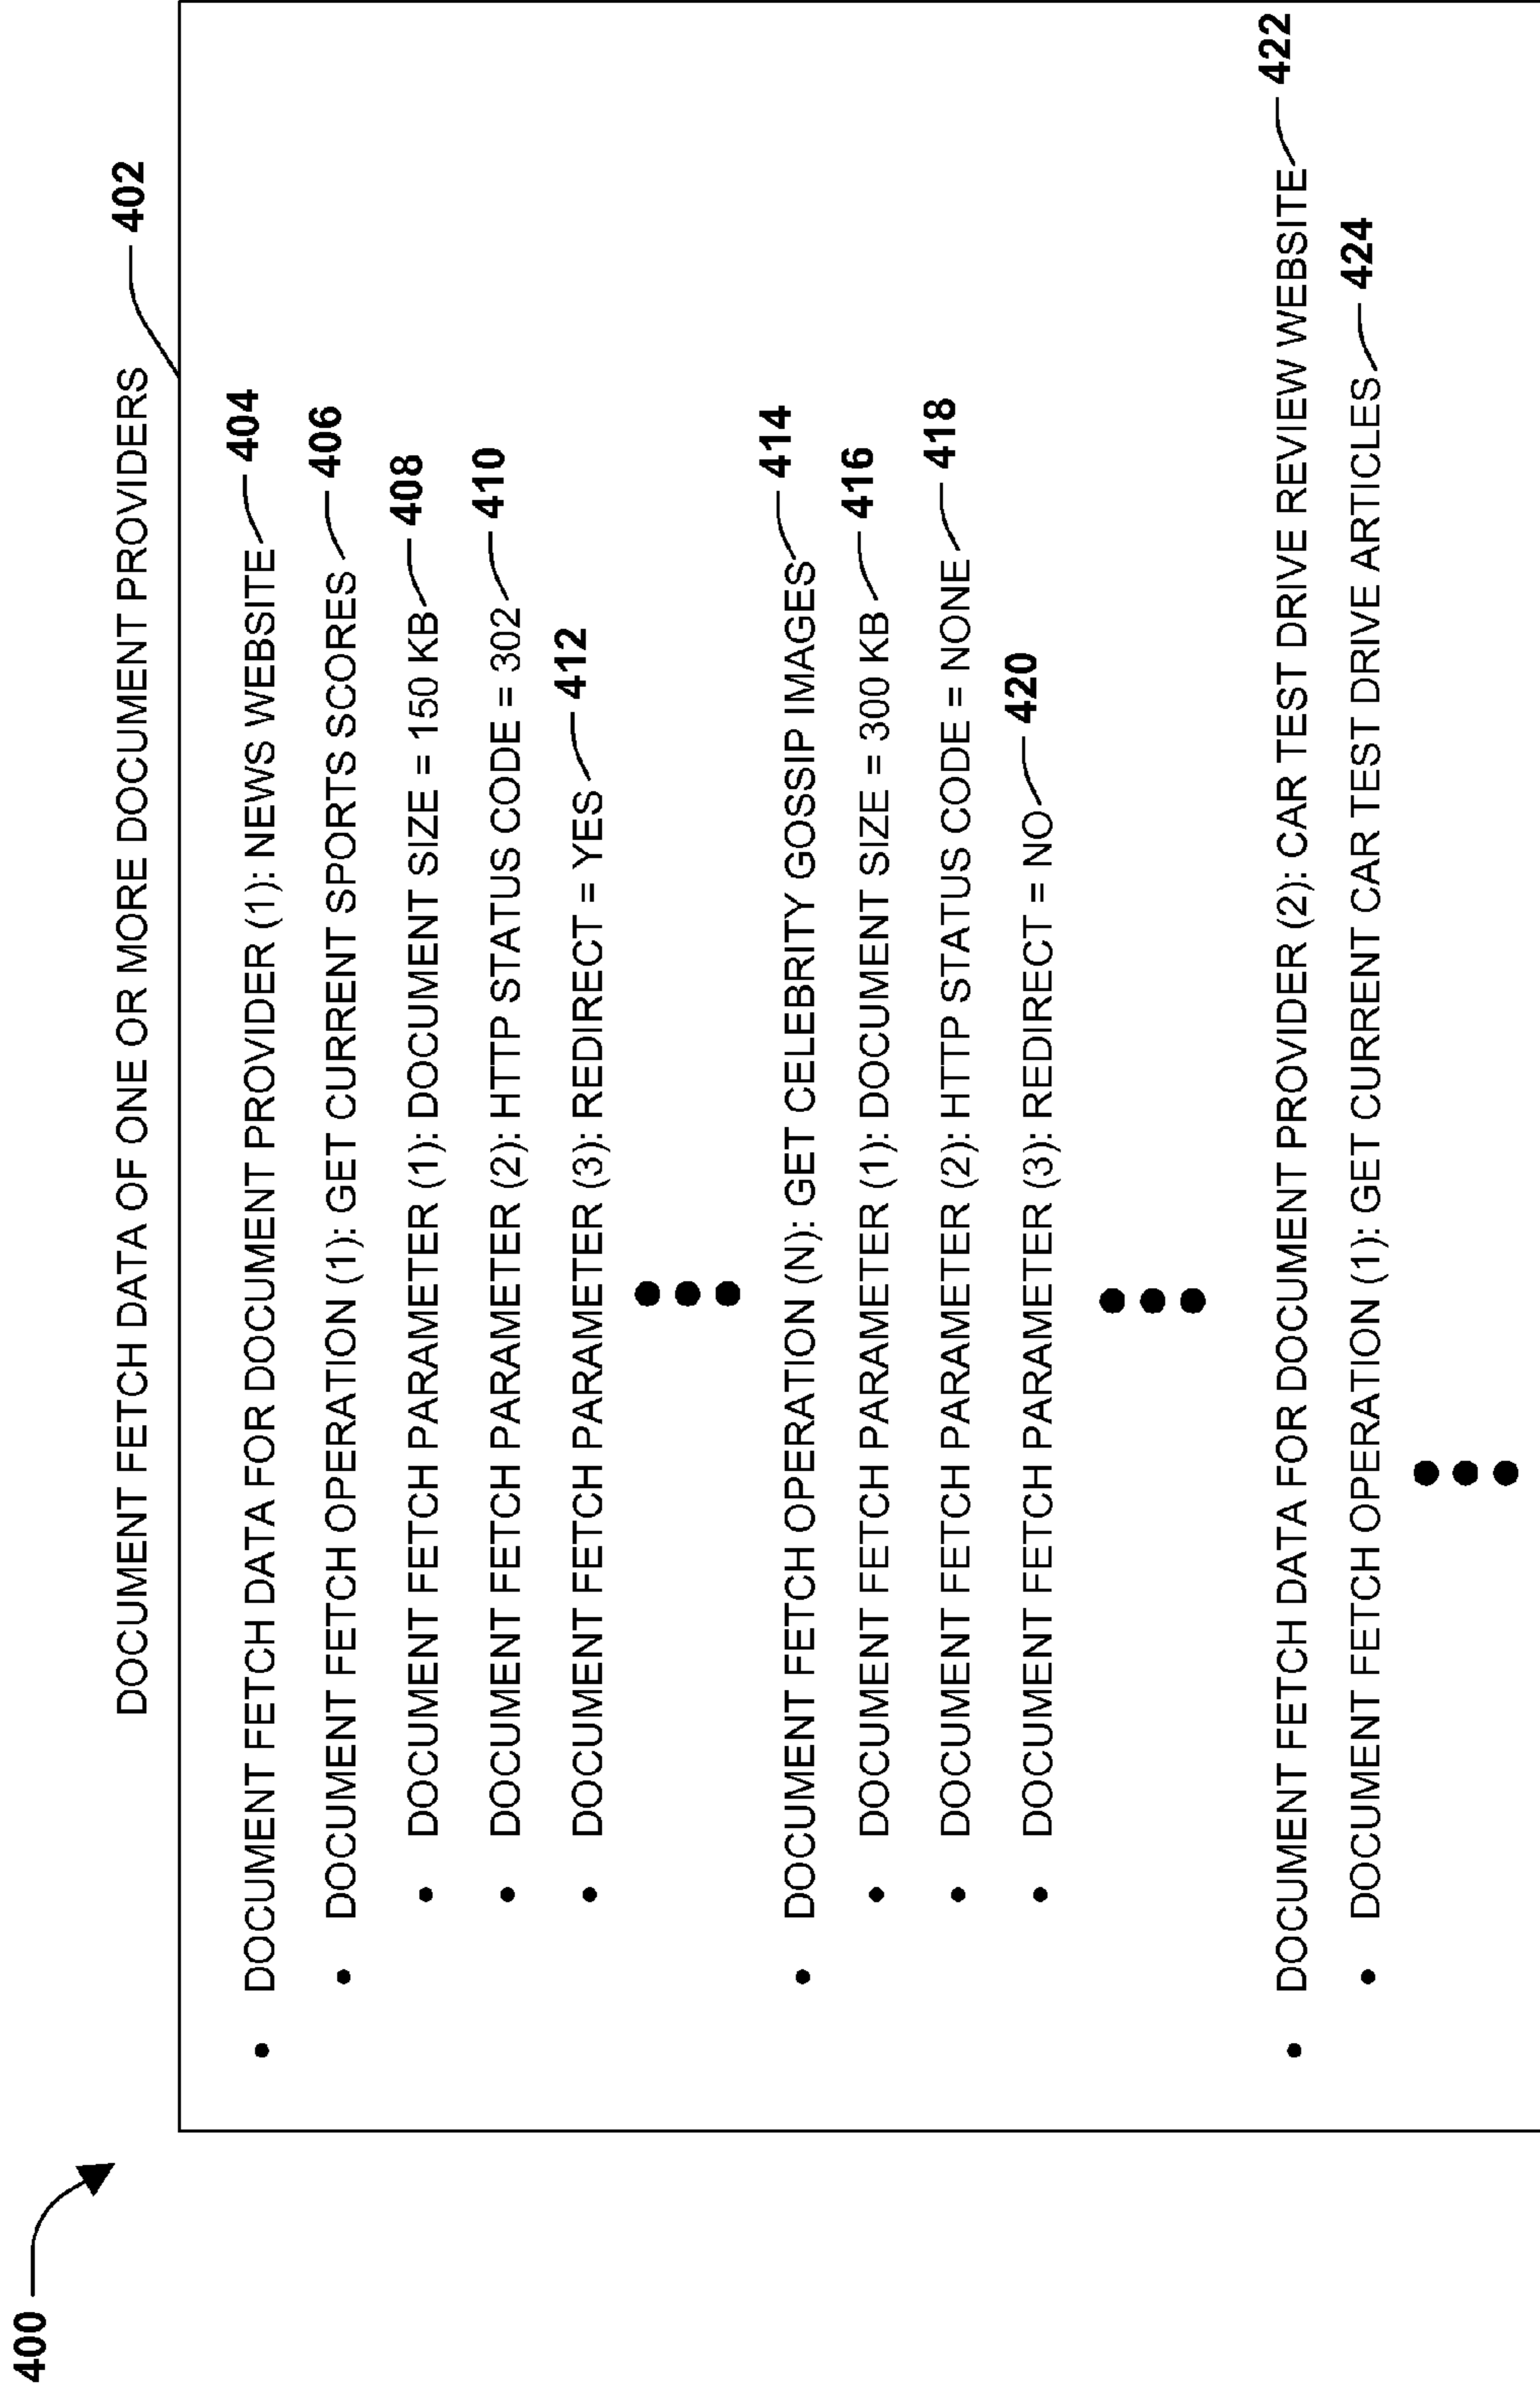 400
DOCUMENT FETCH DATA OF ONE OR MORE DOCUMENT PROVIDERS 402
• DOCUMENT FETCH DATA FOR DOCUMENT PROVIDER (1): NEWS WEBSITE 404
• DOCUMENT FETCH OPERATION (1): GET CURRENT SPORTS SCORES 406
• DOCUMENT FETCH PARAMETER (1): DOCUMENT SIZE = 150 KB 408
• DOCUMENT FETCH PARAMETER (2): HTTP STATUS CODE = 302 410
• DOCUMENT FETCH PARAMETER (3): REDIRECT = YES 412
• DOCUMENT FETCH OPERATION (N): GET CELEBRITY GOSSIP IMAGES 414
• DOCUMENT FETCH PARAMETER (1): DOCUMENT SIZE = 300 KB 416
• DOCUMENT FETCH PARAMETER (2): HTTP STATUS CODE = NONE 418
• DOCUMENT FETCH PARAMETER (3): REDIRECT = NO 420
• DOCUMENT FETCH DATA FOR DOCUMENT PROVIDER (2): CAR TEST DRIVE REVIEW WEBSITE 422
• DOCUMENT FETCH OPERATION (1): GET CURRENT CAR TEST DRIVE ARTICLES 424